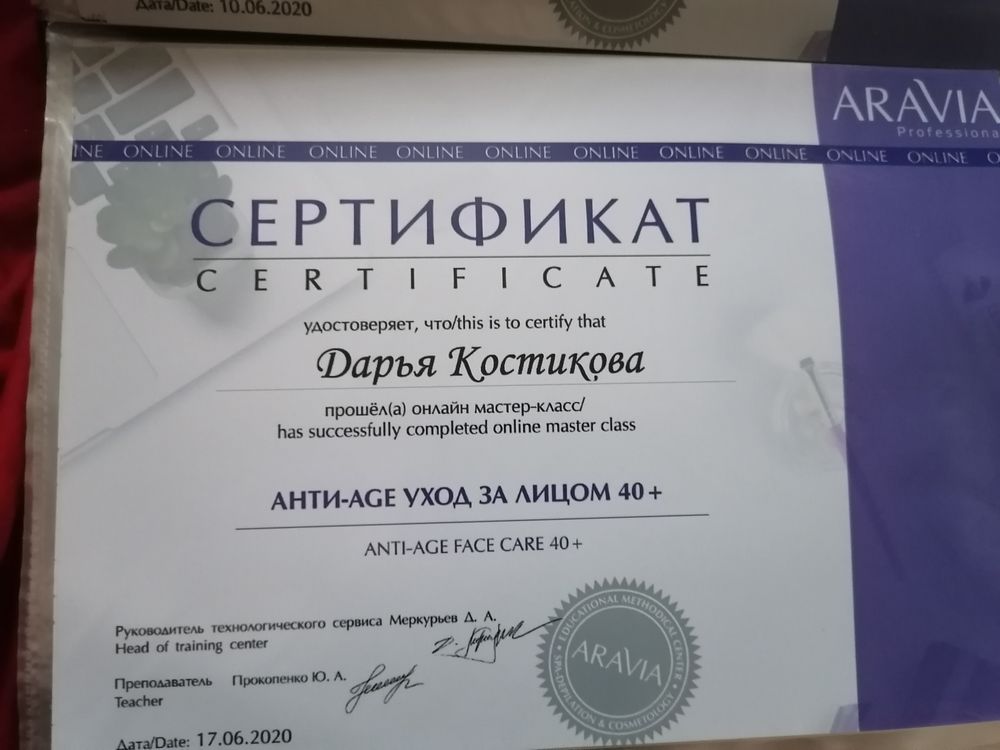 Дата/Date: 10.06.2020
ARAVIA
Professional
ONLINE ONLINE ONLINE ONLINE ONLINE ONLINE ONLINE ONLINE ONLINE ONLINE
СЕРТИФИКАТ
CERTIFICATE
удостоверяет, что/this is to certify that
Дарья Костикова
прошёл(а) онлайн мастер-класс/
has successfully completed online master class
АНТИ-AGE УХОД ЗА ЛИЦОМ 40+
ANTI-AGE FACE CARE 40+
Руководитель технологического сервиса Меркурьев Д. А.
Head of training center
Преподаватель Прокопенко Ю. А.
Teacher
EDUCATIONAL METHODICAL CENTER
ARAVIA
SPA-DEPILATION & COSMETOLOGY
Дата/Date: 17.06.2020